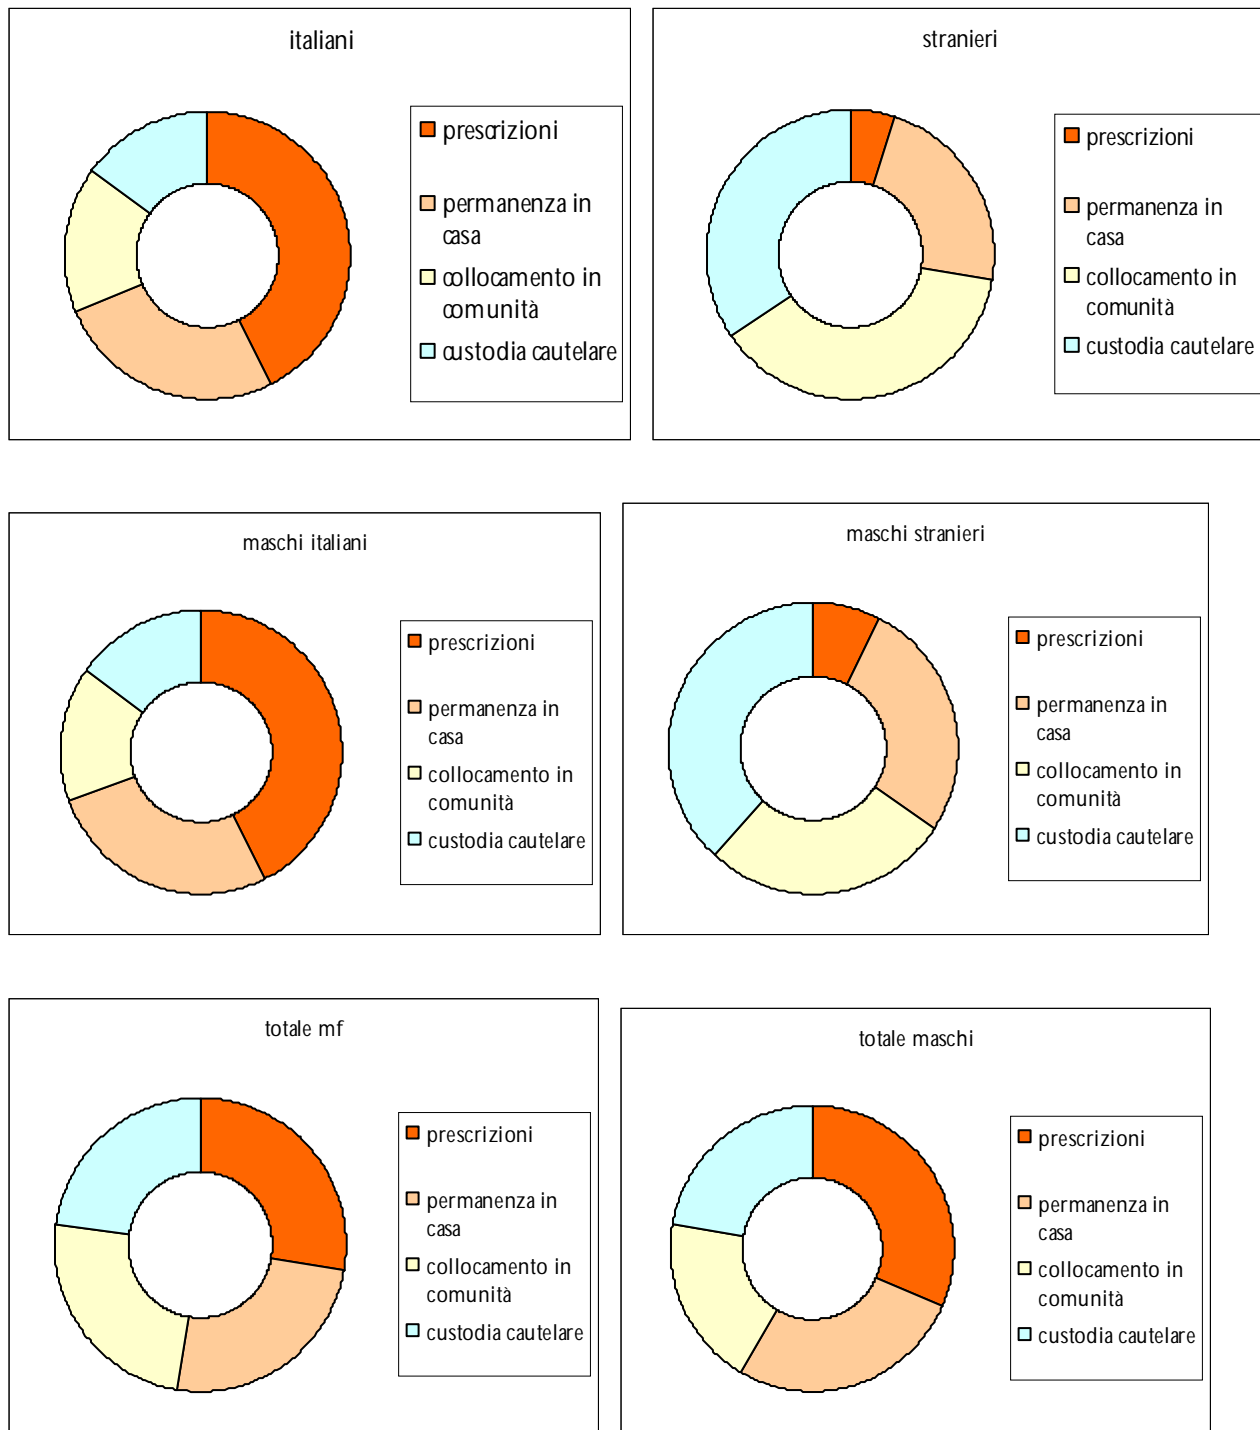 italiani
prescrizioni
permanenza in
casa
collocamento in
comunità
custodia cautelare
stranieri
prescrizioni
permanenza in
casa
collocamento in
comunità
custodia cautelare
maschi italiani
prescrizioni
permanenza in
casa
collocamento in
comunità
custodia cautelare
maschi stranieri
prescrizioni
permanenza in
casa
collocamento in
comunità
custodia cautelare
totale mf
prescrizioni
permanenza in
casa
collocamento in
comunità
custodia cautelare
totale maschi
prescrizioni
permanenza in
casa
collocamento in
comunità
custodia cautelare